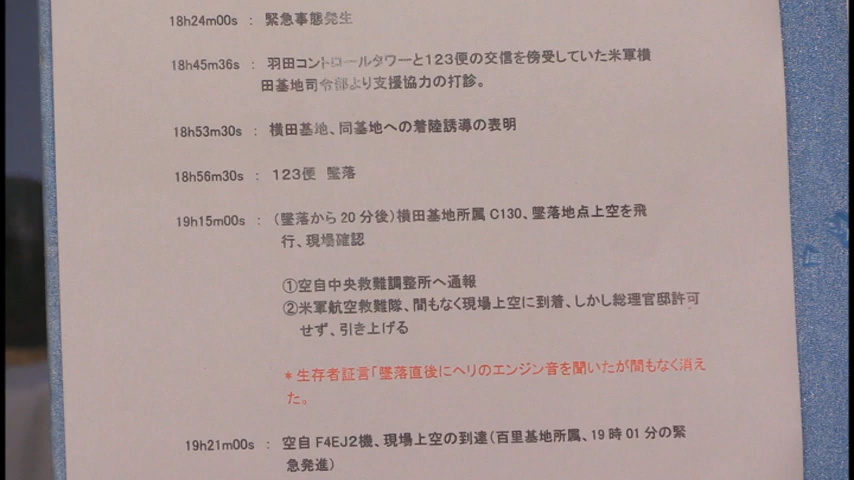 18h24m00s : 緊急事態発生
18h45m36s : 羽田コントロールタワーと123便の交信を傍受していた米軍横
田基地司令部より支援協力の打診。
18h53m30s : 横田基地、同基地への着陸誘導の表明
18h56m30s : 123便 墜落
19h15m00s : (墜落から20分後)横田基地所属C130、墜落地点上空を飛
行、現場確認
①空自中央救難調整所へ通報
②米軍航空救難隊、間もなく現場上空に到着、しかし総理官邸許可
せず、引き上げる
*生存者証言「墜落直後にヘリのエンジン音を聞いたが間もなく消え
た。
19h21m00s : 空自F4EJ2機、現場上空の到達(百里基地所属、19時01分の緊
急発進)